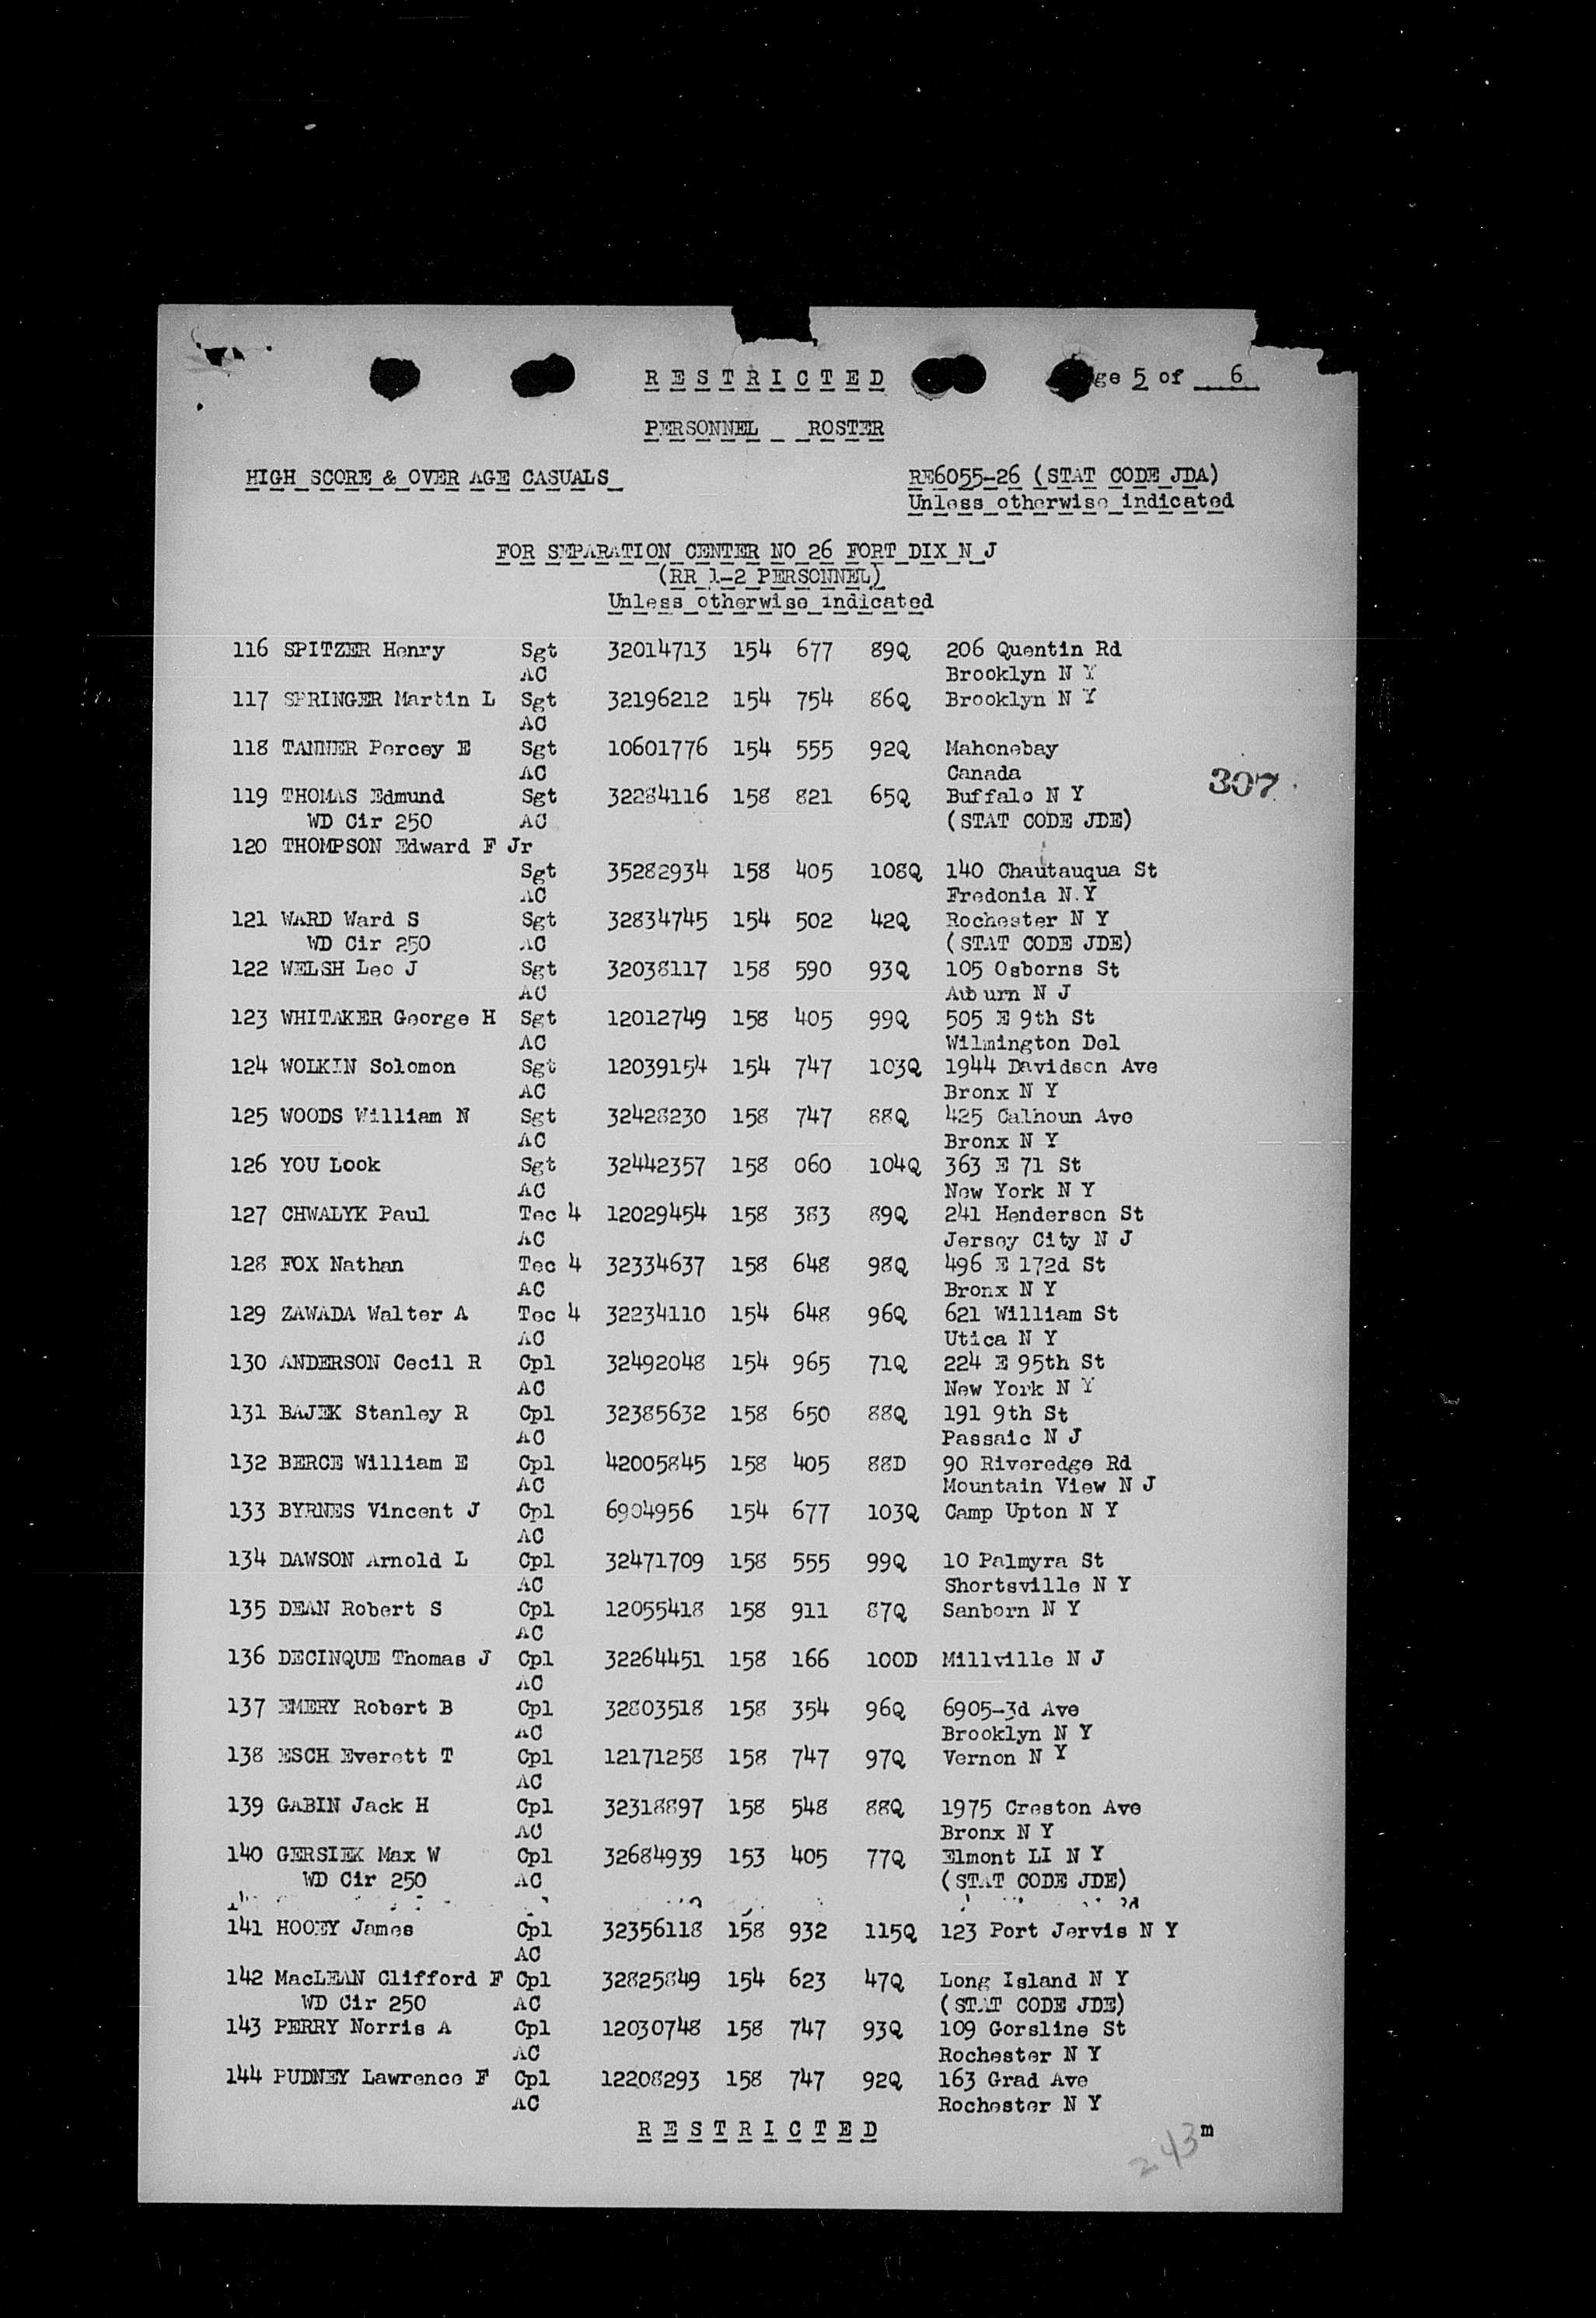 RESTRICTED
ge 5 of 6
PERSONNEL ROSTER
HIGH SCORE & OVER AGE CASUALS
RE6055-26 (STAT CODE JDA)
Unless otherwise indicated
FOR SEPARATION CENTER NO 26 FORT DIX N J
(RR 1-2 PERSONNEL)
Unless otherwise indicated
116 SPITZER Henry Sgt 32014713 154 677 89Q 206 Quentin Rd
AC Brooklyn N Y
117 SPRINGER Martin L Sgt 32196212 154 754 86Q Brooklyn N Y
AC
118 TANNER Percey E Sgt 10601776 154 555 92Q Mahonebay
AC Canada
307
119 THOMAS Edmund Sgt 32284116 158 821 65Q Buffalo N Y
WD Cir 250 AC (STAT CODE JDE)
120 THOMPSON Edward F Jr
Sgt 35282934 158 405 108Q 140 Chautauqua St
AC Fredonia N.Y
121 WARD Ward S Sgt 32834745 154 502 42Q Rochester N Y
WD Cir 250 AC (STAT CODE JDE)
122 WELSH Leo J Sgt 32038117 158 590 93Q 105 Osborns St
AC Auburn N J
123 WHITAKER George H Sgt 12012749 158 405 99Q 505 E 9th St
AC Wilmington Del
124 WOLKIN Solomon Sgt 12039154 154 747 103Q 1944 Davidson Ave
AC Bronx N Y
125 WOODS William N Sgt 32428230 158 747 88Q 425 Calhoun Ave
AC Bronx N Y
126 YOU Look Sgt 32442357 158 060 104Q 363 E 71 St
AC New York N Y
127 CHWALYK Paul Tec 4 12029454 158 383 89Q 241 Henderson St
AC Jersey City N J
128 FOX Nathan Tec 4 32334637 158 648 98Q 496 E 172d St
AC Bronx N Y
129 ZAWADA Walter A Tec 4 32234110 154 648 96Q 621 William St
AC Utica N Y
130 ANDERSON Cecil R Cpl 32492048 154 965 71Q 224 E 95th St
AC New York N Y
131 BAJEK Stanley R Cpl 32385632 158 650 88Q 191 9th St
AC Passaic N J
132 BERCE William E Cpl 42005845 158 405 88D 90 Riveredge Rd
AC Mountain View N J
133 BYRNES Vincent J Cpl 6904956 154 677 103Q Camp Upton N Y
AC
134 DAWSON Arnold L Cpl 32471709 158 555 99Q 10 Palmyra St
AC Shortsville N Y
135 DEAN Robert S Cpl 12055418 158 911 87Q Sanborn N Y
AC
136 DECINQUE Thomas J Cpl 32264451 158 166 100D Millville N J
AC
137 EMERY Robert B Cpl 32803518 158 354 96Q 6905-3d Ave
AC Brooklyn N Y
138 ESCH Everett T Cpl 12171258 158 747 97Q Vernon N Y
AC
139 GABIN Jack H Cpl 32318897 158 548 88Q 1975 Creston Ave
AC Bronx N Y
140 GERSIEK Max W Cpl 32684939 153 405 77Q Elmont LI N Y
WD Cir 250 AC (STAT CODE JDE)
141 HOOEY James Cpl 32356118 158 932 115Q 123 Port Jervis N Y
AC
142 MacLEAN Clifford F Cpl 32825849 154 623 47Q Long Island N Y
WD Cir 250 AC (STAT CODE JDE)
143 PERRY Norris A Cpl 12030748 158 747 93Q 109 Gorsline St
AC Rochester N Y
144 PUDNEY Lawrence F Cpl 12208293 158 747 92Q 163 Grad Ave
AC Rochester N Y
RESTRICTED
243 m